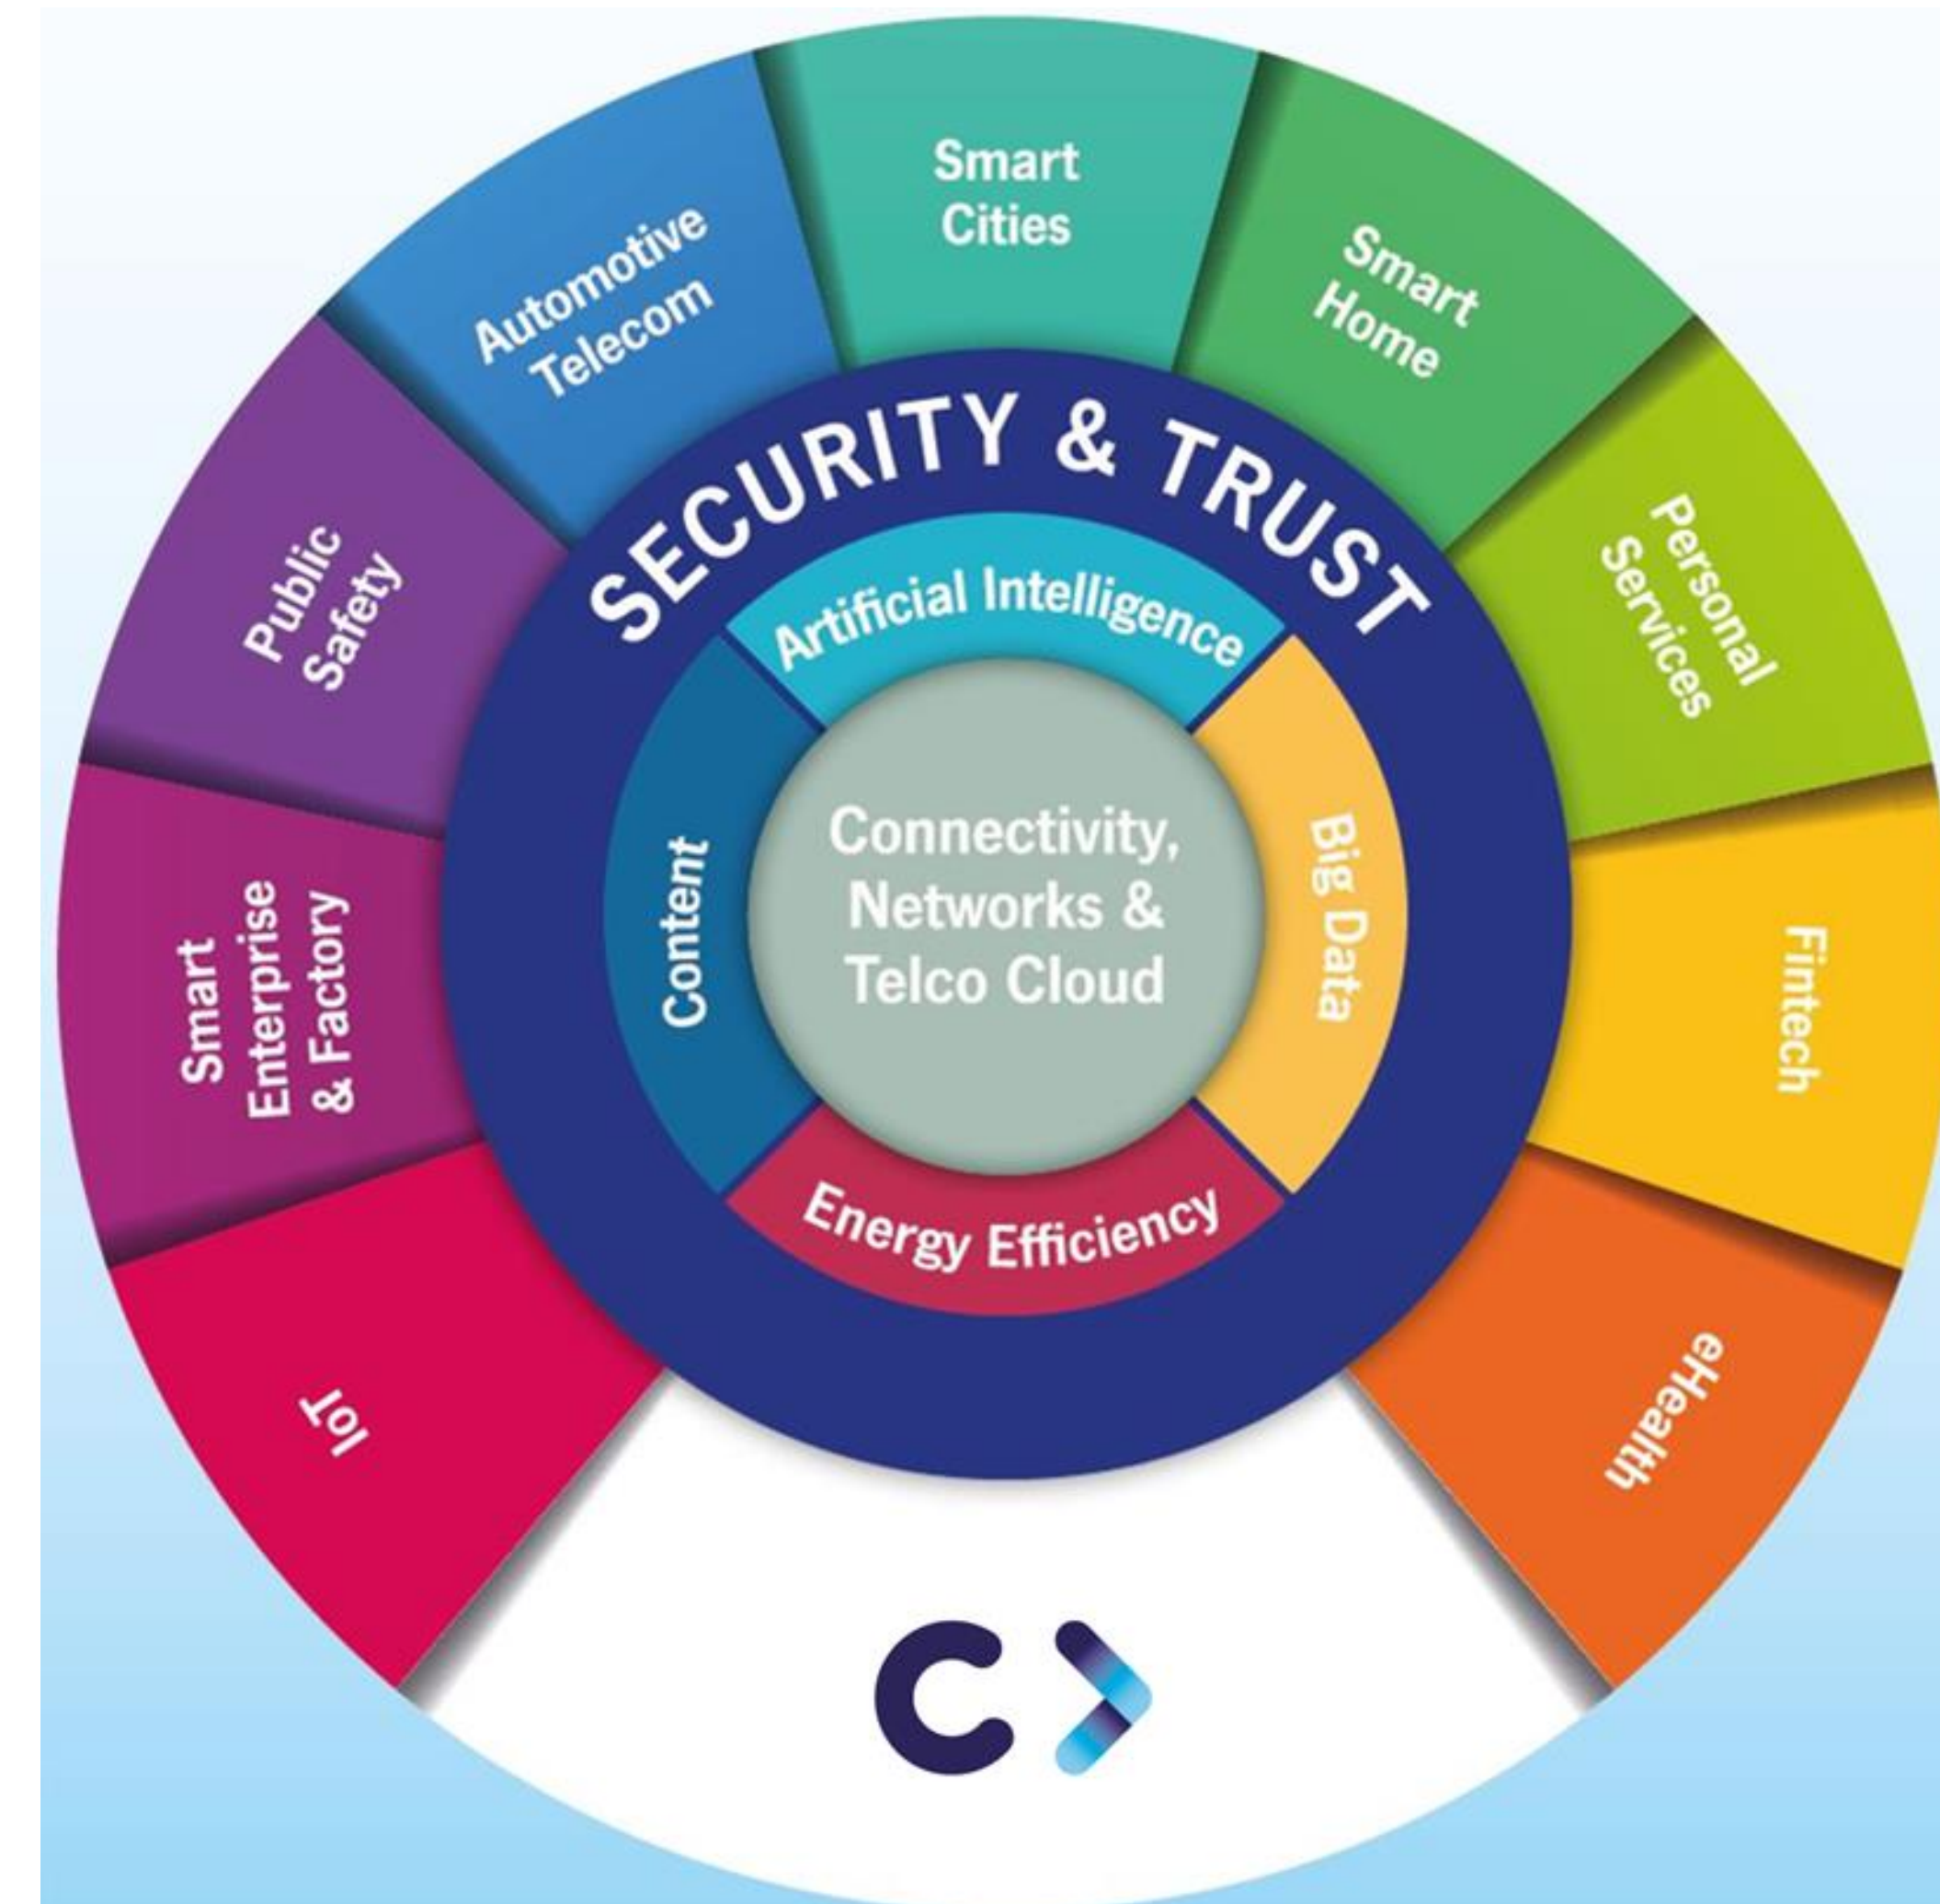 Smart
Cities
Smart
Home
Personal
Services
Fintech
eHealth
IoT
Smart
Enterprise
& Factory
Public
Safety
Automotive
Telecom
SECURITY & TRUST
Artificial Intelligence
Big Data
Energy Efficiency
Content
Connectivity,
Networks &
Telco Cloud
C